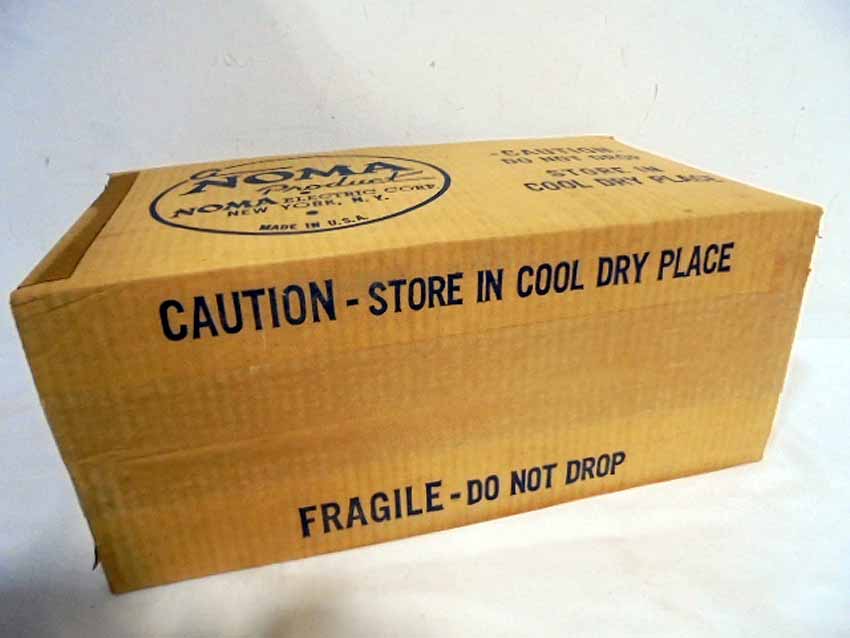 A
NOMA
Product
NOMA ELECTRIC CORP
NEW YORK, N.Y.
MADE IN U.S.A.
-CAUTION-
DO NOT DROP
STORE IN
COOL DRY PLACE
CAUTION - STORE IN COOL DRY PLACE
FRAGILE - DO NOT DROP